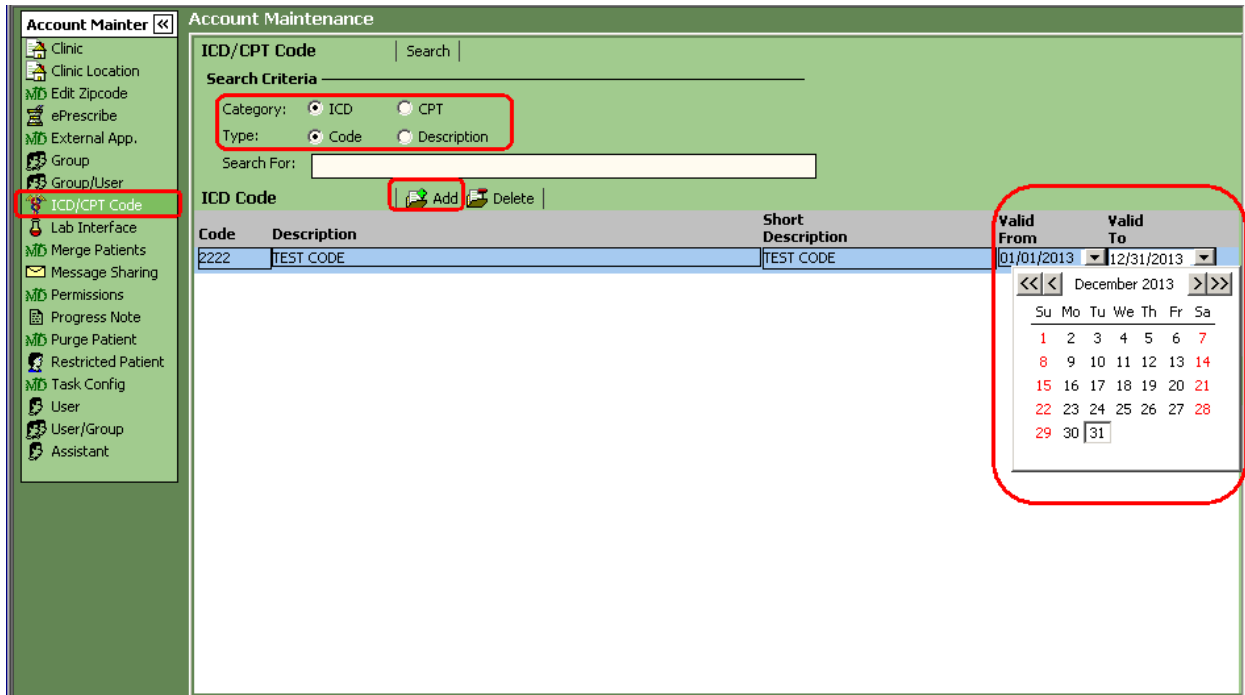 Account Mainter «
Clinic
Clinic Location
Edit Zipcode
ePrescribe
External App.
Group
Group/User
ICD/CPT Code
Lab Interface
Merge Patients
Message Sharing
Permissions
Progress Note
Purge Patient
Restricted Patient
Task Config
User
User/Group
Assistant
Account Maintenance
ICD/CPT Code | Search |
Search Criteria
Category: ICD CPT
Type: Code Description
Search For:
ICD Code | Add Delete |
Code Description Short Description Valid From Valid To
2222 TEST CODE TEST CODE 01/01/2013 12/31/2013
<< < December 2013 > >>
Su Mo Tu We Th Fr Sa
1 2 3 4 5 6 7
8 9 10 11 12 13 14
15 16 17 18 19 20 21
22 23 24 25 26 27 28
29 30 31